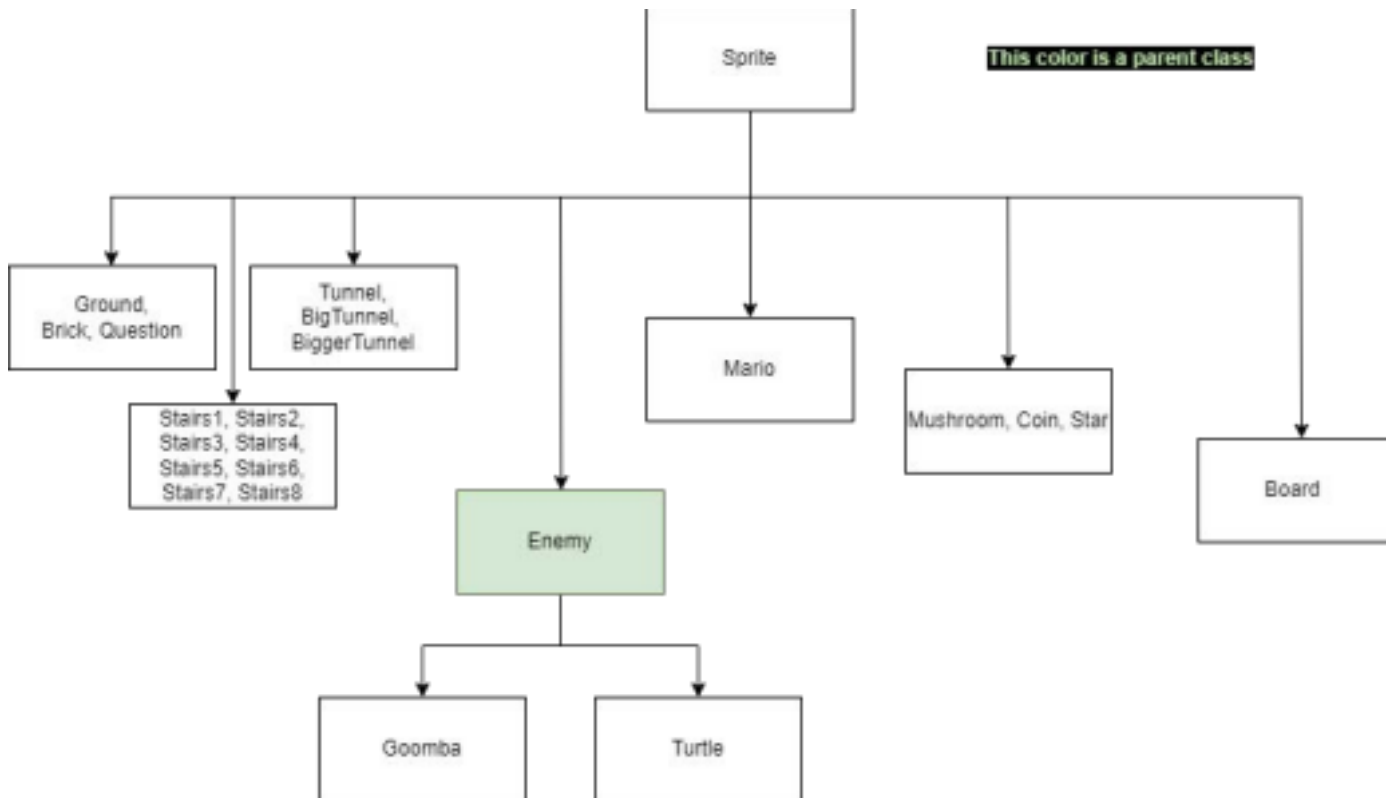 Sprite
This color is a parent class
Ground,
Brick, Question
Tunnel,
BigTunnel,
BiggerTunnel
Stairs1, Stairs2,
Stairs3, Stairs4,
Stairs5, Stairs6,
Stairs7, Stairs8
Mario
Mushroom, Coin, Star
Board
Enemy
Goomba
Turtle